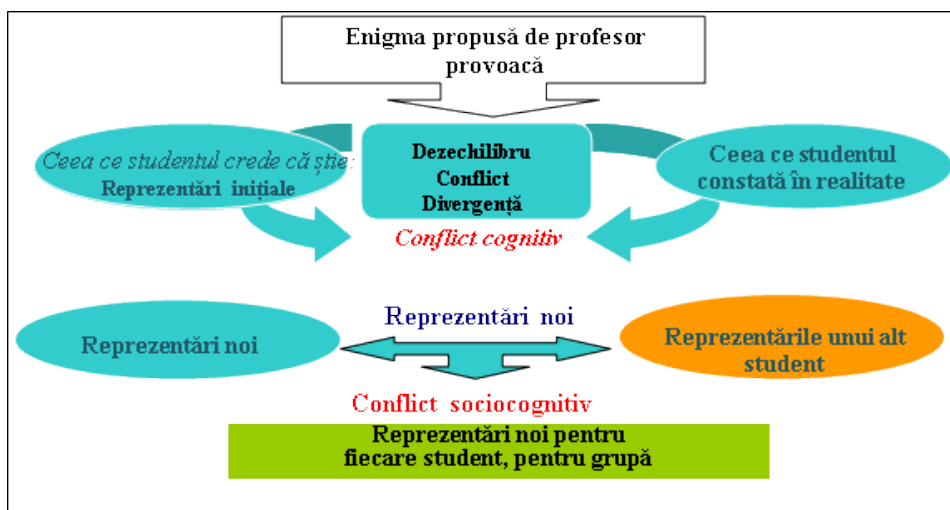 Enigma propusă de profesor
provoacă
Ceea ce studentul crede că știe:
Reprezentări inițiale
Dezechilibru
Conflict
Divergență
Ceea ce studentul
constată în realitate
Conflict cognitiv
Reprezentări noi
Reprezentări noi
Reprezentările unui alt
student
Conflict sociocognitiv
Reprezentări noi pentru
fiecare student, pentru grupă